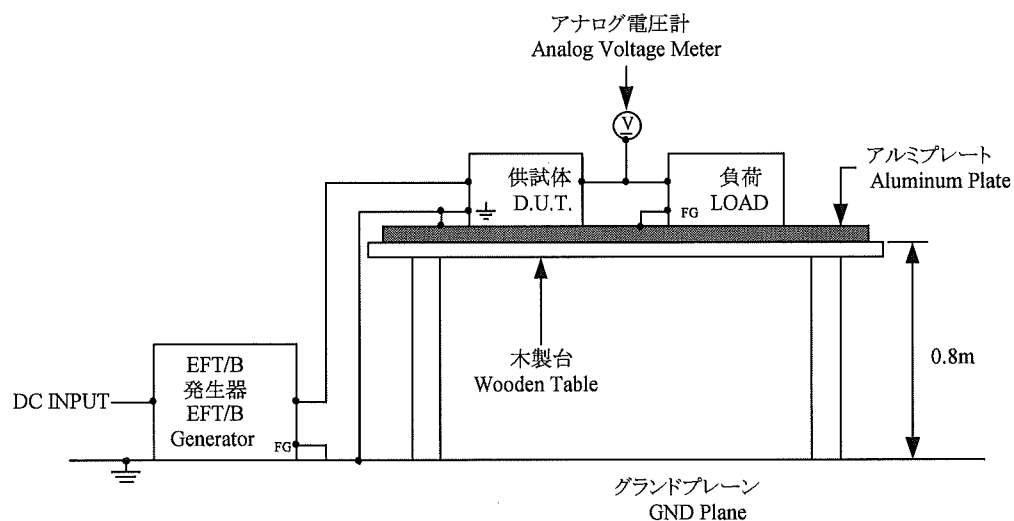 アナログ電圧計
Analog Voltage Meter
V
供試体
D.U.T.
負荷
LOAD
FG
アルミプレート
Aluminum Plate
木製台
Wooden Table
0.8m
EFT/B
発生器
EFT/B
Generator
FG
DC INPUT
グランドプレーン
GND Plane